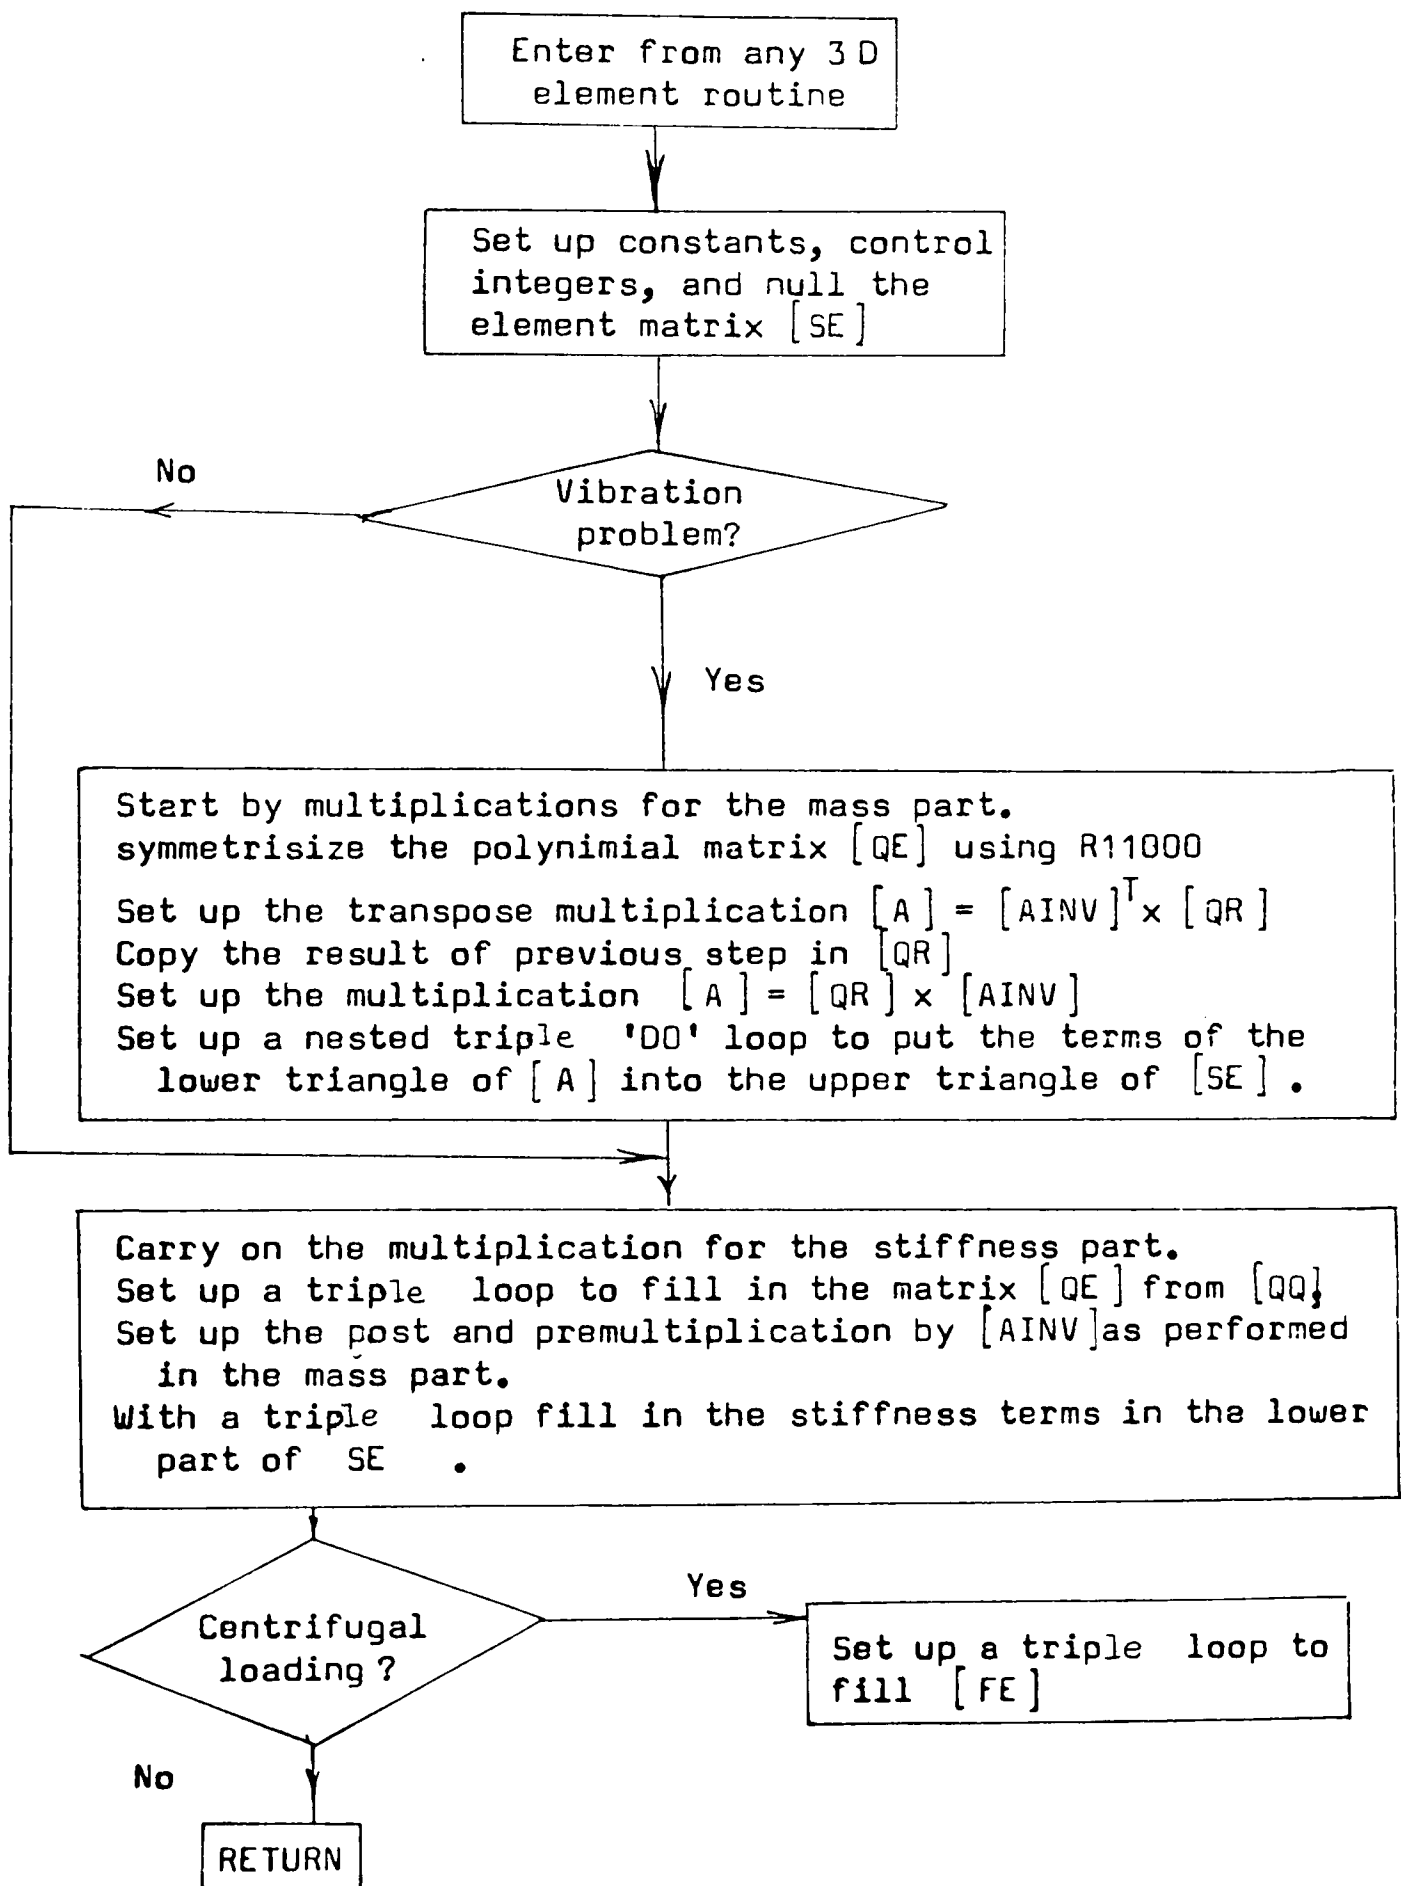 Enter from any 3 D
element routine
Set up constants, control
integers, and null the
element matrix [SE]
No
Vibration
problem?
Yes
Start by multiplications for the mass part.
symmetrisize the polynimial matrix [QE] using R11000
Set up the transpose multiplication [A] = [AINV]ᵀx [QR]
Copy the result of previous step in [QR]
Set up the multiplication [A] = [QR] x [AINV]
Set up a nested triple 'DO' loop to put the terms of the
lower triangle of [A] into the upper triangle of [SE].
Carry on the multiplication for the stiffness part.
Set up a triple loop to fill in the matrix [QE] from [QQ],
Set up the post and premultiplication by [AINV]as performed
in the mass part.
With a triple loop fill in the stiffness terms in the lower
part of SE .
Centrifugal
loading?
Yes
Set up a triple loop to
fill [FE]
No
RETURN